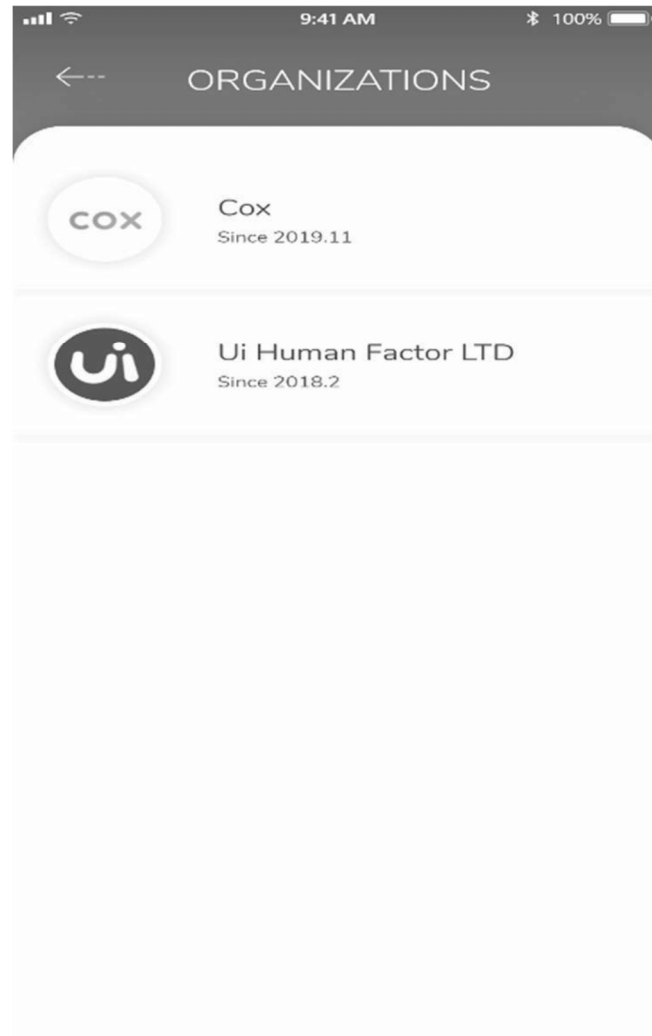 9:41 AM
100%
ORGANIZATIONS
cox
Cox
Since 2019.11
Ui
Ui Human Factor LTD
Since 2018.2